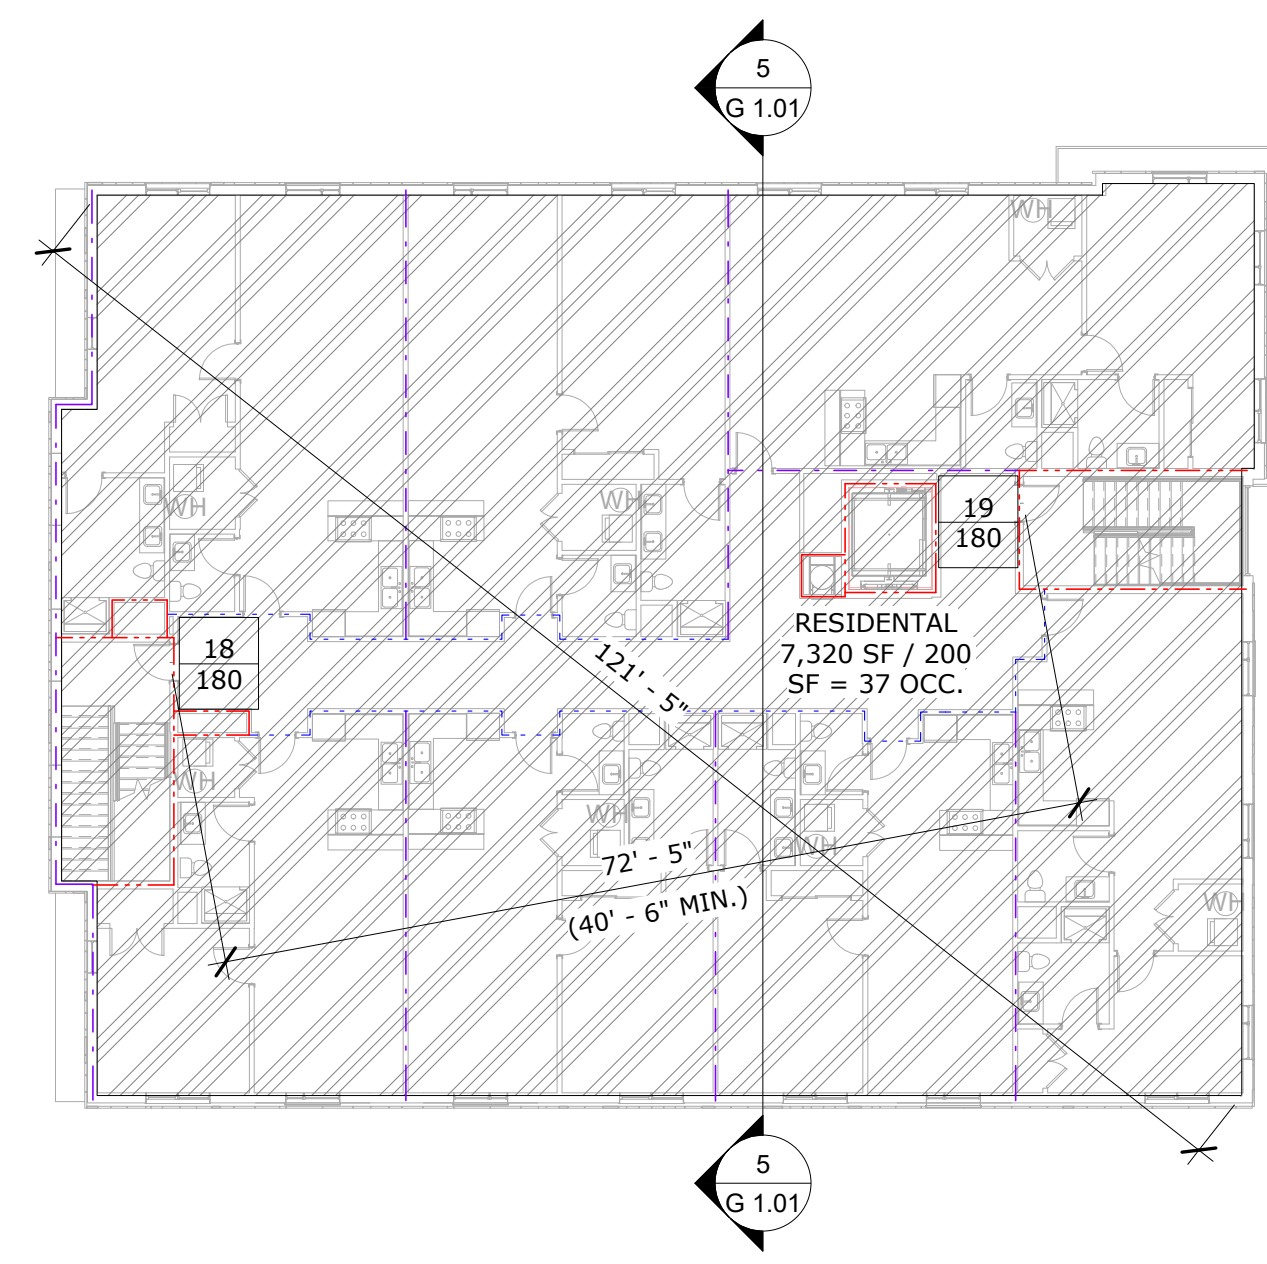 5
G 1.01
WH
WH
WH
19
180
18
180
RESIDENTAL
7,320 SF / 200
SF = 37 OCC.
121' - 5"
WH
WH
WH
72' - 5"
(40' - 6" MIN.)
WH
5
G 1.01